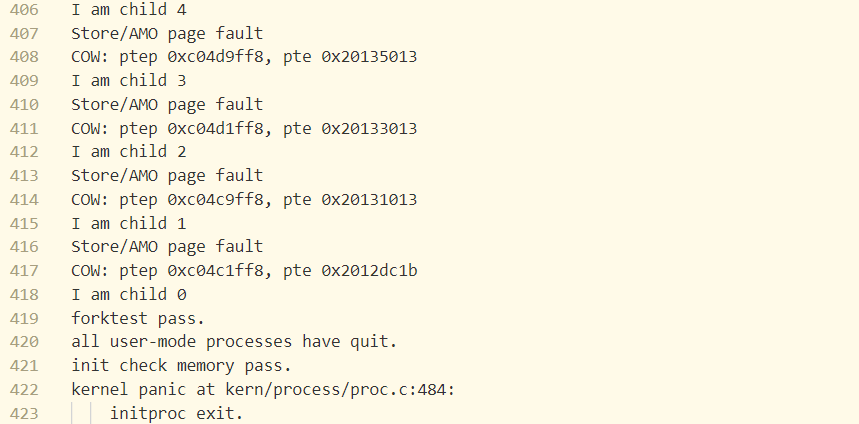 406 I am child 4
407 Store/AMO page fault
408 COW: ptep 0xc04d9ff8, pte 0x20135013
409 I am child 3
410 Store/AMO page fault
411 COW: ptep 0xc04d1ff8, pte 0x20133013
412 I am child 2
413 Store/AMO page fault
414 COW: ptep 0xc04c9ff8, pte 0x20131013
415 I am child 1
416 Store/AMO page fault
417 COW: ptep 0xc04c1ff8, pte 0x2012dc1b
418 I am child 0
419 forktest pass.
420 all user-mode processes have quit.
421 init check memory pass.
422 kernel panic at kern/process/proc.c:484:
423     initproc exit.